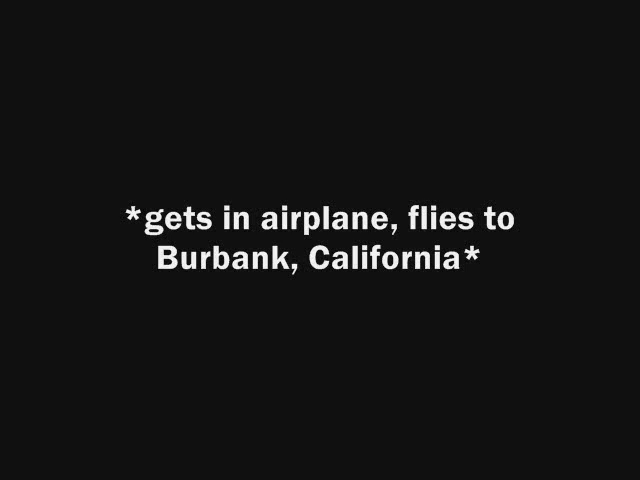 *gets in airplane, flies to
Burbank, California*